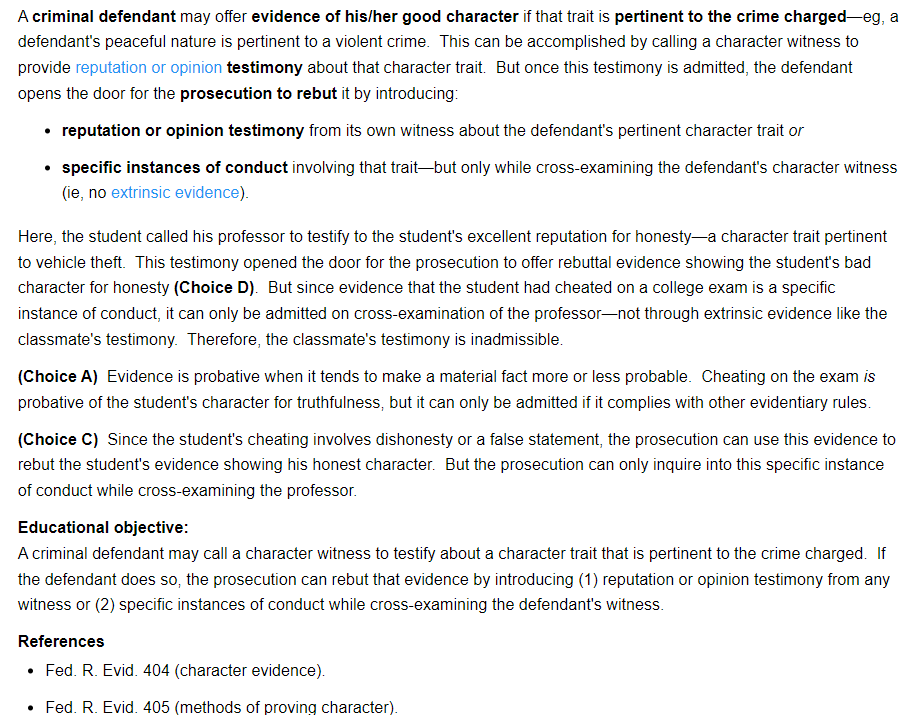 A criminal defendant may offer evidence of his/her good character if that trait is pertinent to the crime charged—eg, a
defendant's peaceful nature is pertinent to a violent crime. This can be accomplished by calling a character witness to
provide reputation or opinion testimony about that character trait. But once this testimony is admitted, the defendant
opens the door for the prosecution to rebut it by introducing:
• reputation or opinion testimony from its own witness about the defendant's pertinent character trait or
• specific instances of conduct involving that trait—but only while cross-examining the defendant's character witness
(ie, no extrinsic evidence).
Here, the student called his professor to testify to the student's excellent reputation for honesty—a character trait pertinent
to vehicle theft. This testimony opened the door for the prosecution to offer rebuttal evidence showing the student's bad
character for honesty (Choice D). But since evidence that the student had cheated on a college exam is a specific
instance of conduct, it can only be admitted on cross-examination of the professor—not through extrinsic evidence like the
classmate's testimony. Therefore, the classmate's testimony is inadmissible.
(Choice A) Evidence is probative when it tends to make a material fact more or less probable. Cheating on the exam is
probative of the student's character for truthfulness, but it can only be admitted if it complies with other evidentiary rules.
(Choice C) Since the student's cheating involves dishonesty or a false statement, the prosecution can use this evidence to
rebut the student's evidence showing his honest character. But the prosecution can only inquire into this specific instance
of conduct while cross-examining the professor.
Educational objective:
A criminal defendant may call a character witness to testify about a character trait that is pertinent to the crime charged. If
the defendant does so, the prosecution can rebut that evidence by introducing (1) reputation or opinion testimony from any
witness or (2) specific instances of conduct while cross-examining the defendant's witness.
References
• Fed. R. Evid. 404 (character evidence).
• Fed. R. Evid. 405 (methods of proving character).